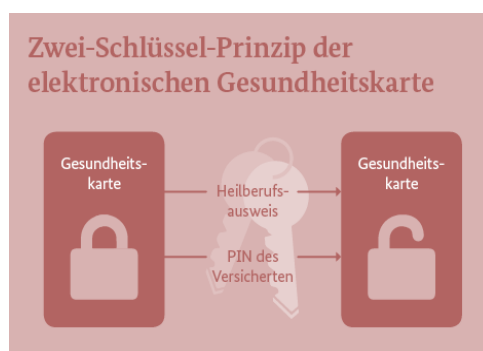 Zwei-Schlüssel-Prinzip der
elektronischen Gesundheitskarte
Gesundheits-
karte
Heilberufs-
ausweis
PIN des
Versicherten
Gesundheits-
karte